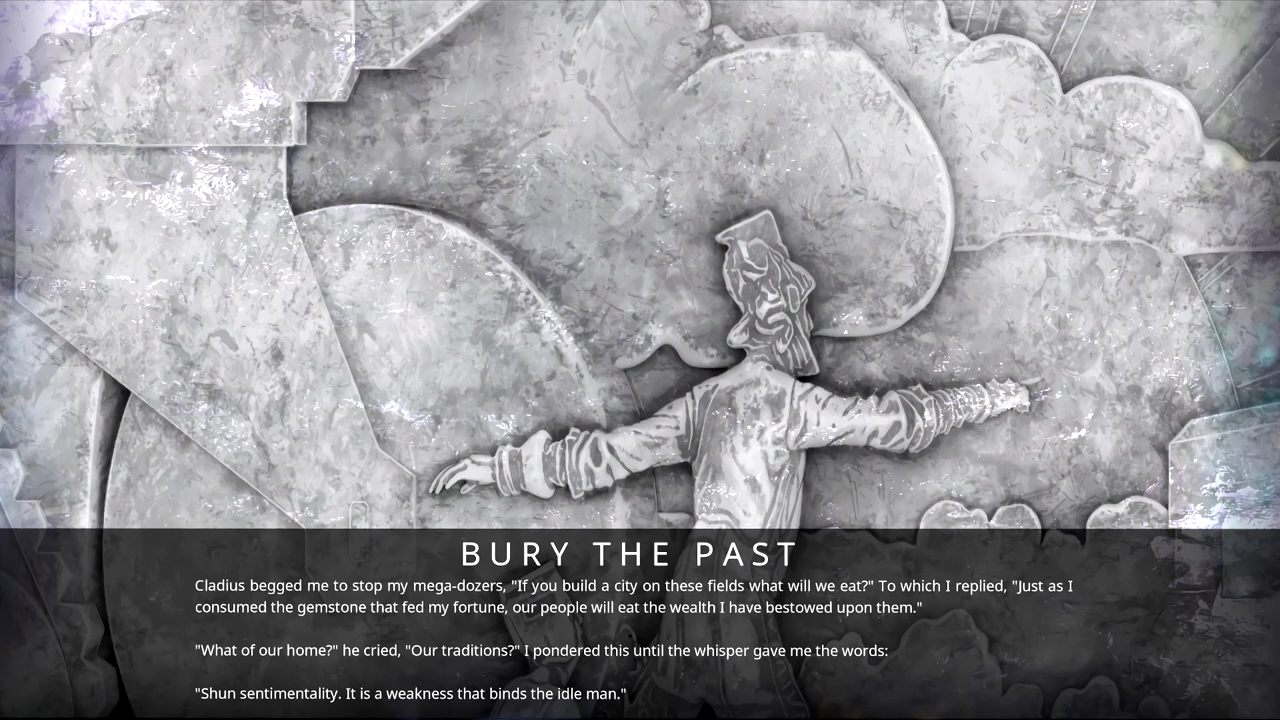 BURY THE PAST
Cladius begged me to stop my mega-dozers, "If you build a city on these fields what will we eat?" To which I replied, "Just as I
consumed the gemstone that fed my fortune, our people will eat the wealth I have bestowed upon them."
"What of our home?" he cried, "Our traditions?" I pondered this until the whisper gave me the words:
"Shun sentimentality. It is a weakness that binds the idle man."